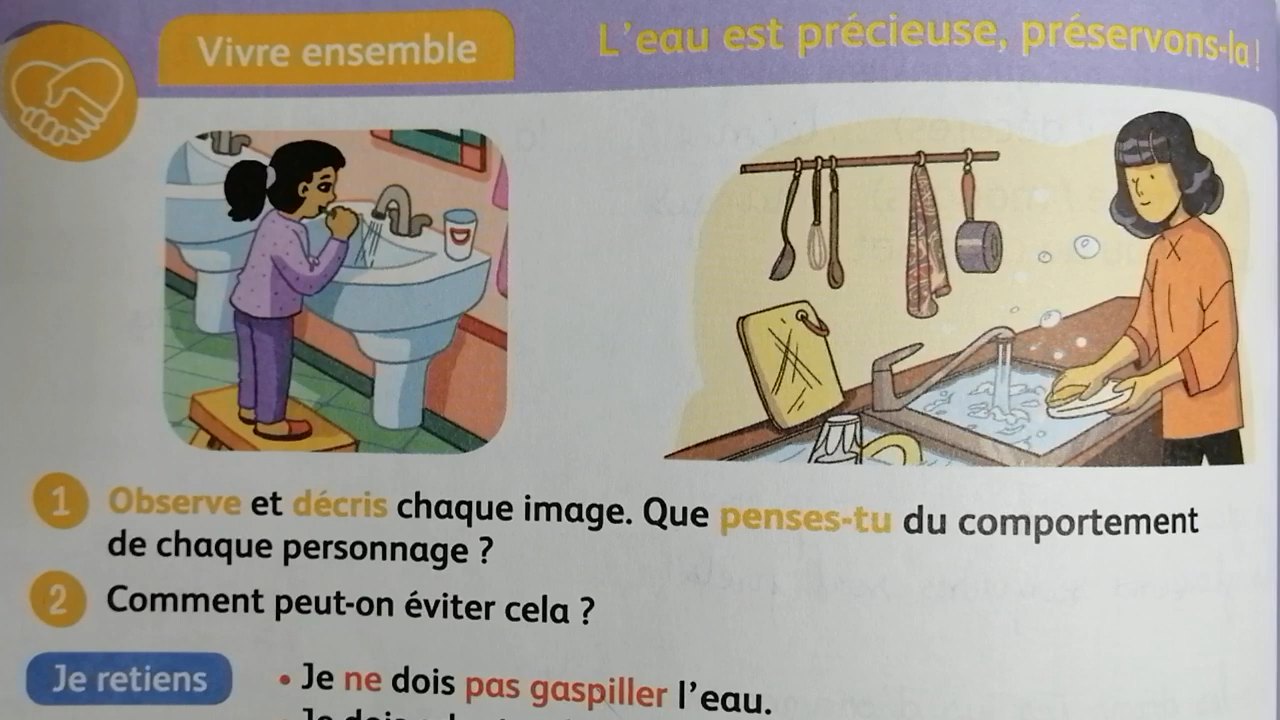 Vivre ensemble
L'eau est précieuse, préservons-la !
1 Observe et décris chaque image. Que penses-tu du comportement
de chaque personnage ?
2 Comment peut-on éviter cela ?
Je retiens
• Je ne dois pas gaspiller l'eau.